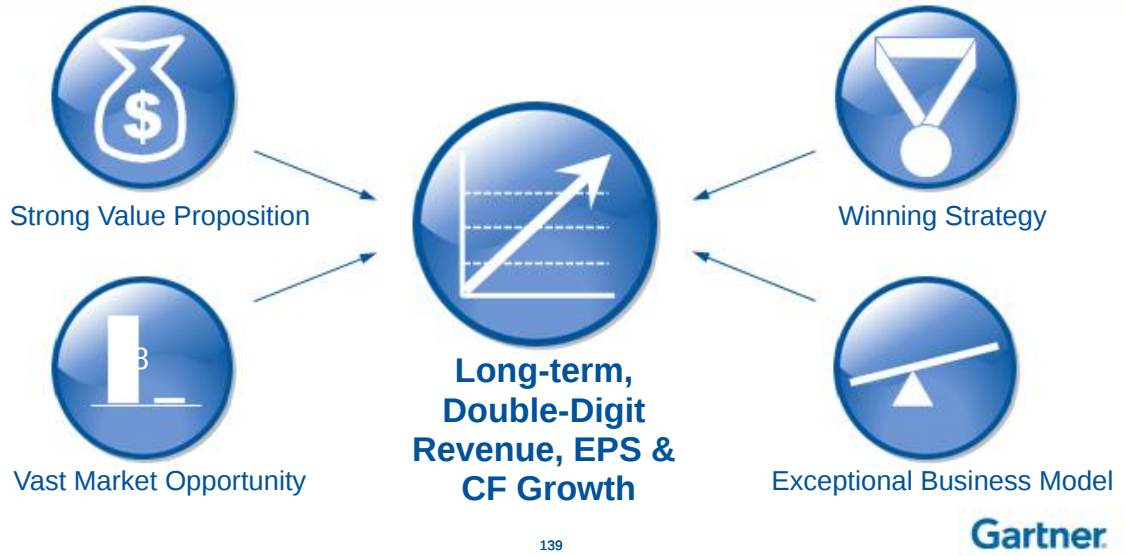 $
Strong Value Proposition
Winning Strategy
Vast Market Opportunity
Long-term,
Double-Digit
Revenue, EPS &
CF Growth
Exceptional Business Model
139
Gartner